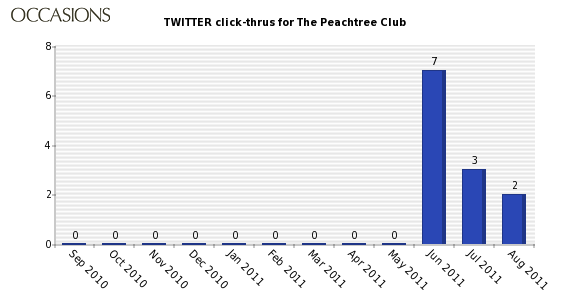 OCCASIONS
TWITTER click-thrus for The Peachtree Club
8
6
4
2
0
0 0 0 0 0 0 0 0 0 7 3 2
Sep 2010 Oct 2010 Nov 2010 Dec 2010 Jan 2011 Feb 2011 Mar 2011 Apr 2011 May 2011 Jun 2011 Jul 2011 Aug 2011